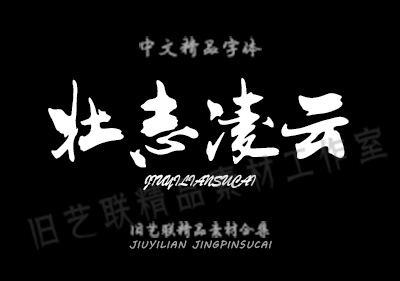 中文精品字体
壮志凌云
JIUYILIANSUCAI
旧艺联精品素材工作室
旧艺联精品素材合集
JIUYILIAN JINGPINSUCAI